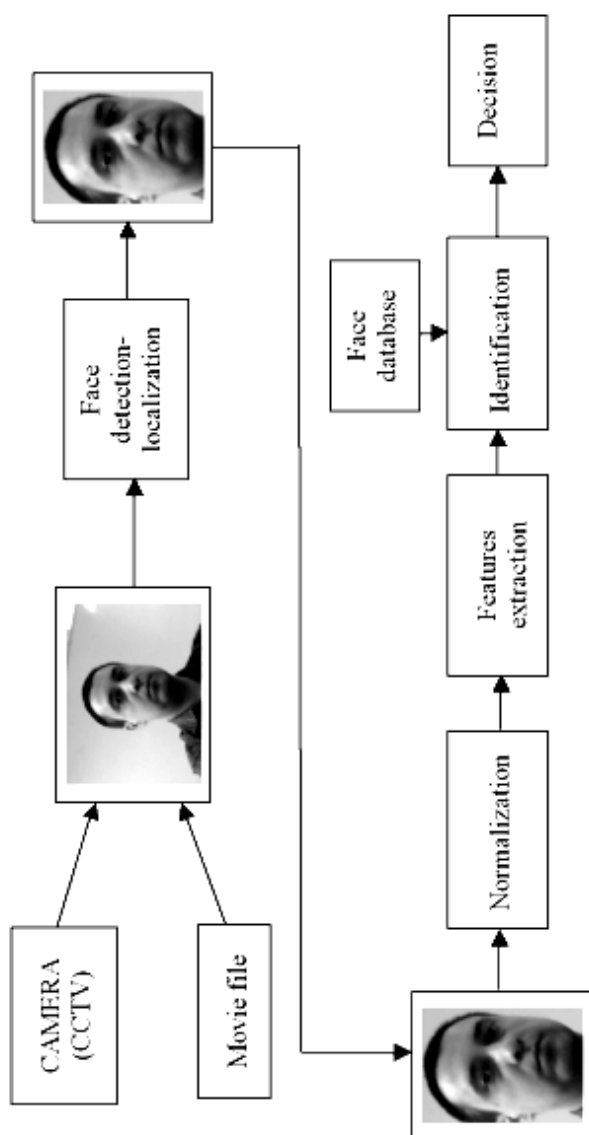 CAMERA
(CCTV)
Movie file
Face
detection-
localization
Normalization
Features
extraction
Face
database
Identification
Decision